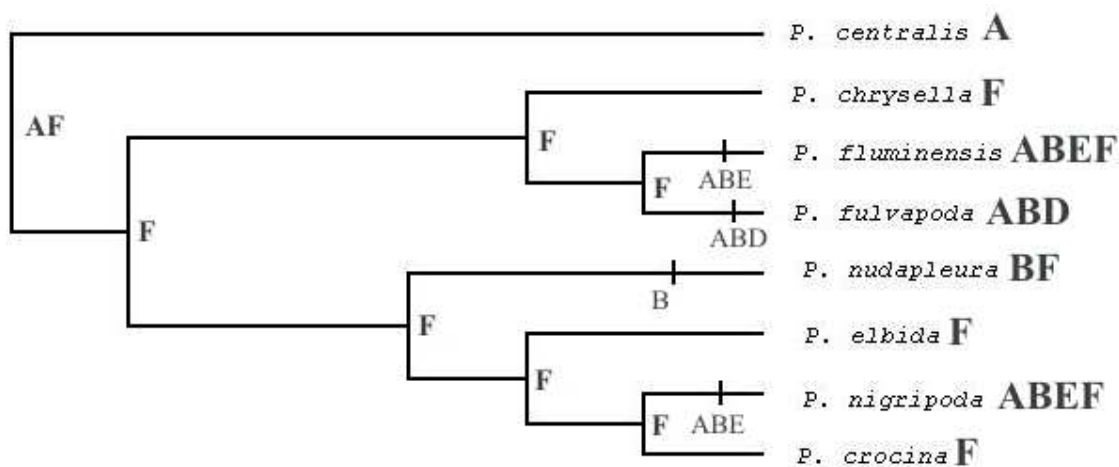 P. centralis A
P. chrysella F
AF
F
P. fluminensis ABEF
ABE
F
P. fulvapoda ABD
ABD
F
P. nudapleura BF
B
F
P. elbida F
F
P. nigripoda ABEF
ABE
F
P. crocina F